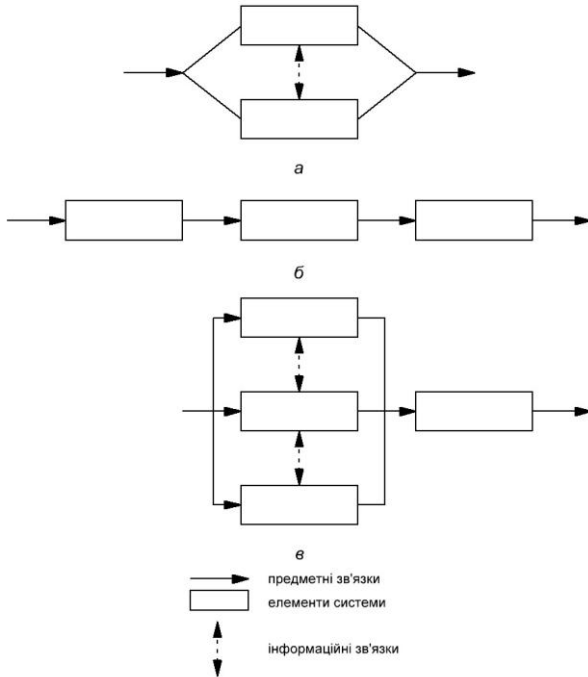 а
б
в
предметні зв'язки
елементи системи
інформаційні зв'язки